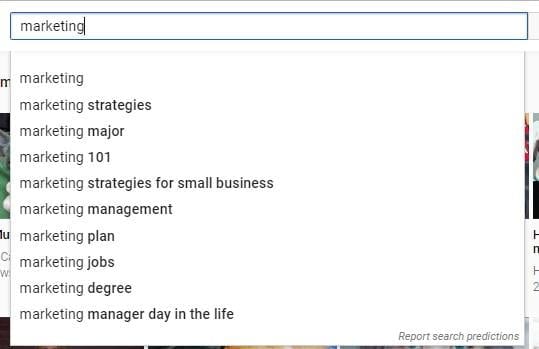 marketing
marketing
marketing strategies
marketing major
marketing 101
marketing strategies for small business
marketing management
marketing plan
marketing jobs
marketing degree
marketing manager day in the life
Report search predictions